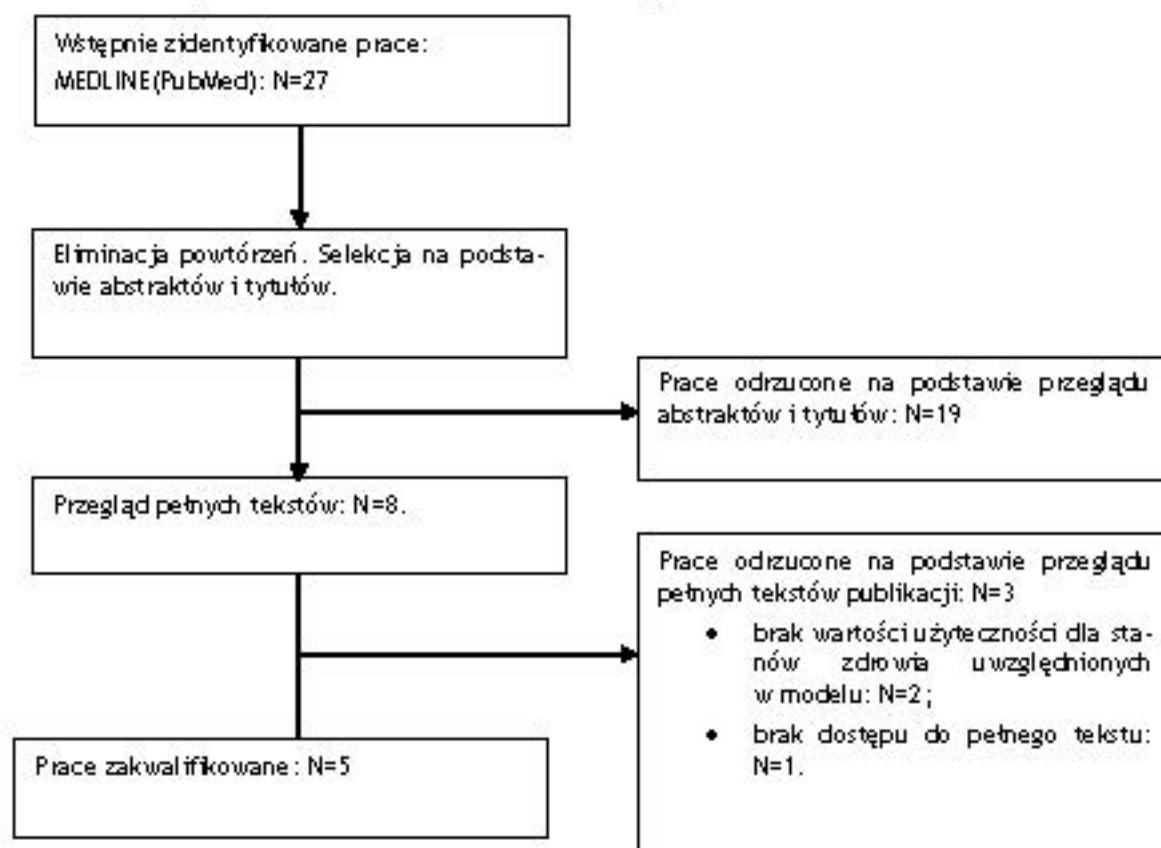 Wstępnie zidentyfikowane prace:
MEDLINE(PubMed): N=27
Eliminacja powtórzeń. Selekcja na podsta-
wie abstraktów i tytułów.
Prace odrzucone na podstawie przeglądu
abstraktów i tytułów: N=19
Przegląd pełnych tekstów: N=8.
Prace odrzucone na podstawie przeglądu
pełnych tekstów publikacji: N=3
• brak wartości użyteczności dla sta-
nów zdrowia uwzględnionych
w modelu: N=2;
• brak dostępu do pełnego tekstu:
N=1.
Prace zakwalifikowane: N=5